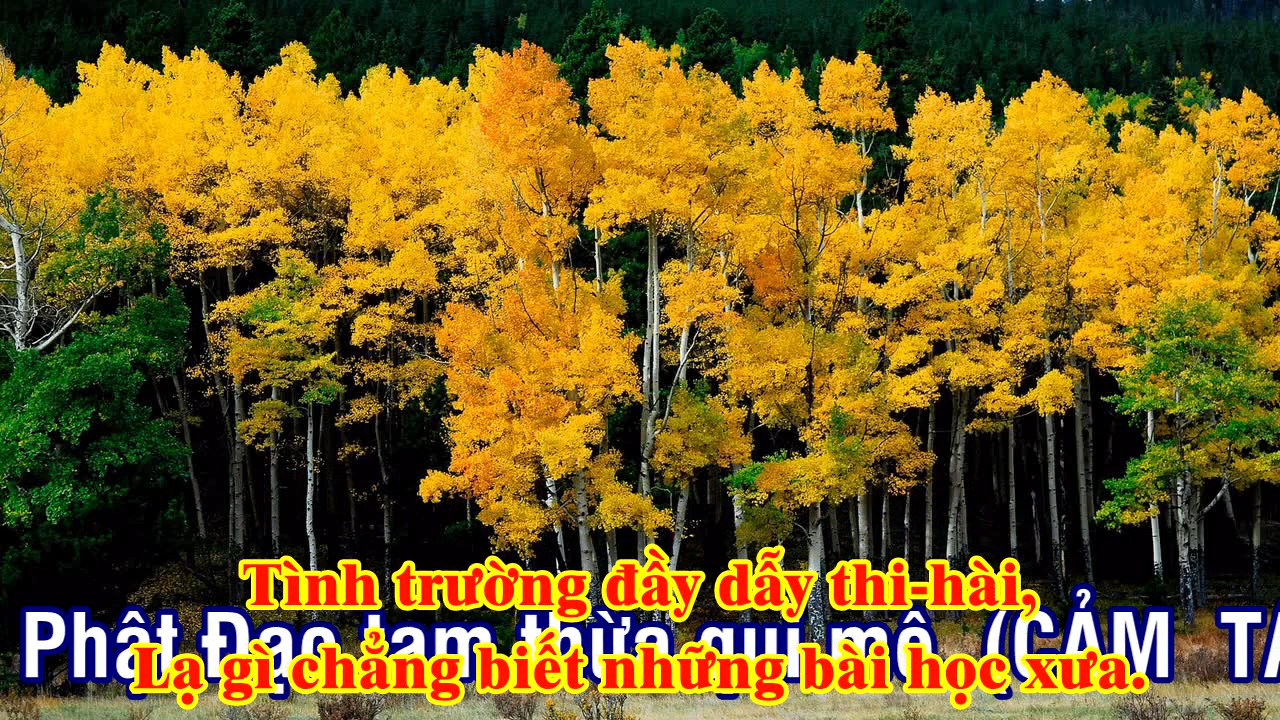 Tình trường đầy dẫy thi-hài,
Phật Đạo tam thừa qui mô (CẢM TẠ
Lạ gì chẳng biết những bài học xưa.